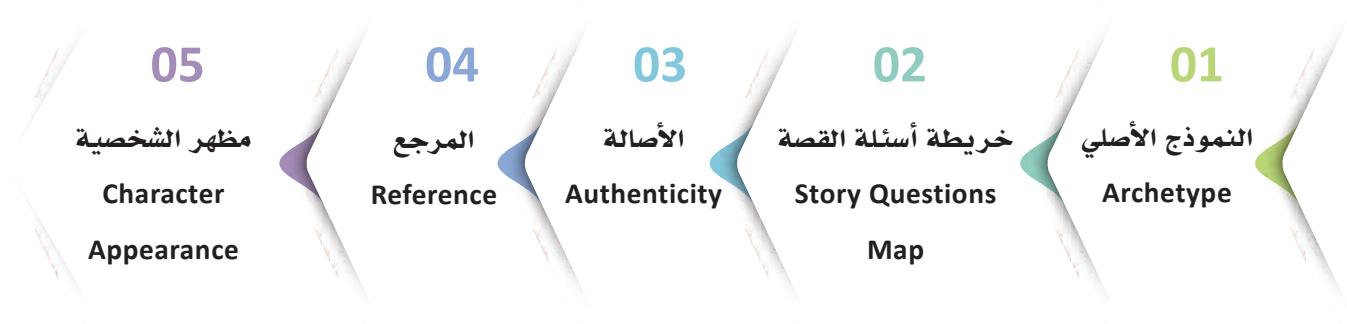 01
النموذج الأصلي
Archetype
02
خريطة أسئلة القصة
Story Questions
Map
03
الأصالة
Authenticity
04
المرجع
Reference
05
مظهر الشخصية
Character
Appearance